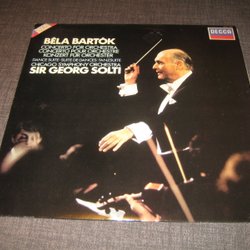 BÉLA BARTÓK
CONCERTO FOR ORCHESTRA
CONCERTO POUR ORCHESTRE
KONZERT FÜR ORCHESTER
DANCE SUITE · SUITE DE DANSES · TANZSUITE
CHICAGO SYMPHONY ORCHESTRA
SIR GEORG SOLTI
DECCA